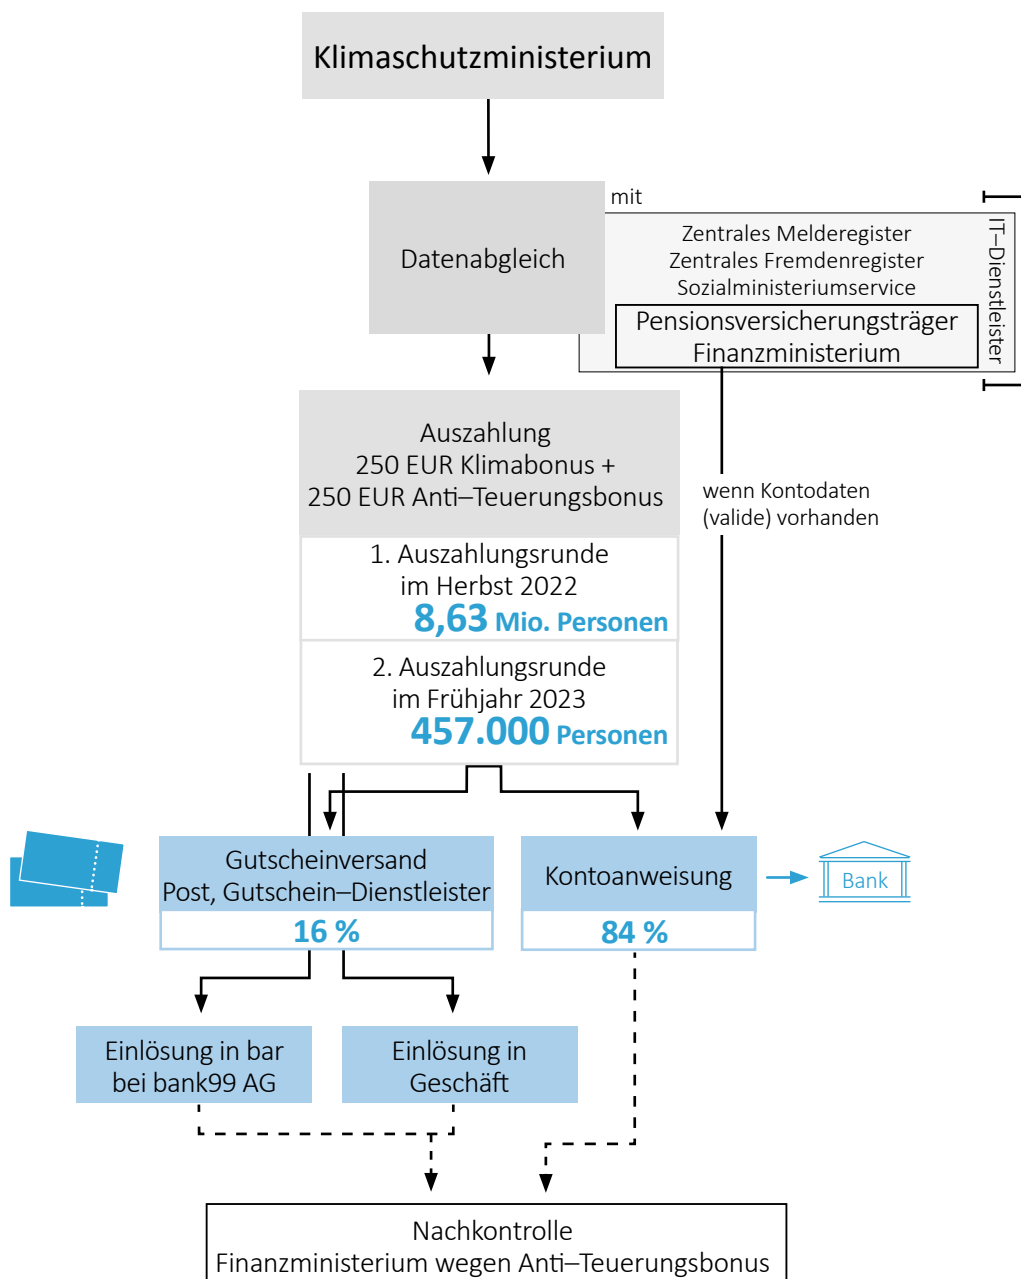 Klimaschutzministerium
Datenabgleich
mit
Zentrales Melderegister
Zentrales Fremdenregister
Sozialministeriumservice
Pensionsversicherungsträger
Finanzministerium
IT–Dienstleister
Auszahlung
250 EUR Klimabonus +
250 EUR Anti–Teuerungsbonus
wenn Kontodaten
(valide) vorhanden
1. Auszahlungsrunde
im Herbst 2022
8,63 Mio. Personen
2. Auszahlungsrunde
im Frühjahr 2023
457.000 Personen
Gutscheinversand
Post, Gutschein–Dienstleister
16 %
Kontoanweisung
84 %
Bank
Einlösung in bar
bei bank99 AG
Einlösung in
Geschäft
Nachkontrolle
Finanzministerium wegen Anti–Teuerungsbonus